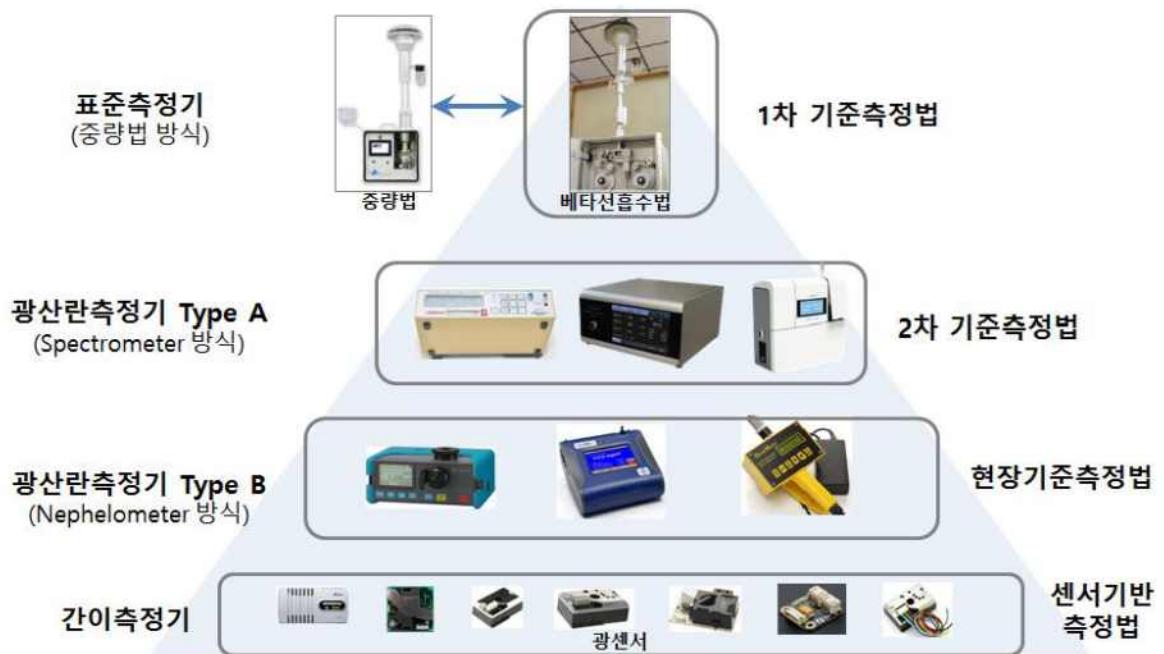 표준측정기
(중량법 방식)
중량법
베타선흡수법
1차 기준측정법
광산란측정기 Type A
(Spectrometer 방식)
2차 기준측정법
광산란측정기 Type B
(Nephelometer 방식)
현장기준측정법
간이측정기
광센서
센서기반
측정법